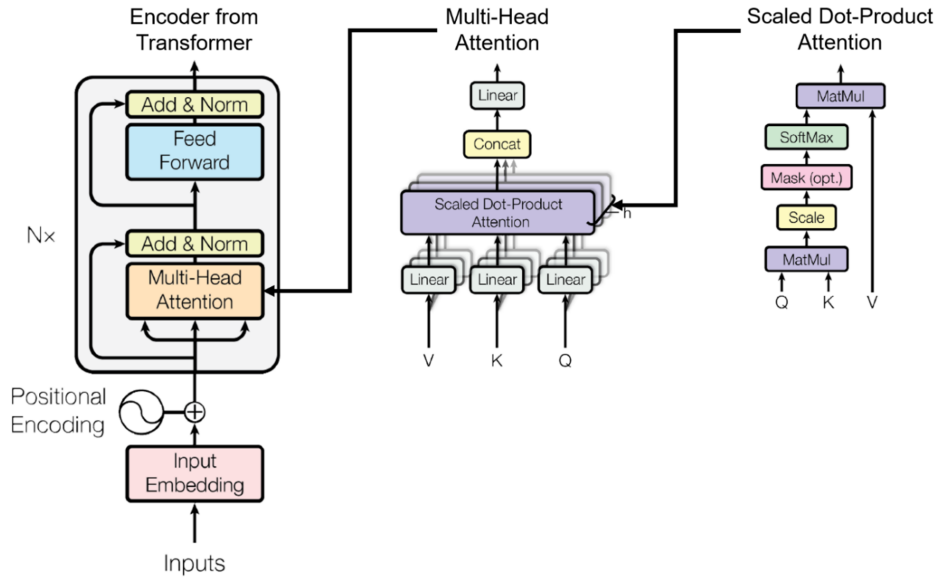 Encoder from
Transformer
Add & Norm
Feed
Forward
N×
Add & Norm
Multi-Head
Attention
Positional
Encoding
Input
Embedding
Inputs
Multi-Head
Attention
Linear
Concat
Scaled Dot-Product
Attention
h
Linear
Linear
Linear
V
K
Q
Scaled Dot-Product
Attention
MatMul
SoftMax
Mask (opt.)
Scale
MatMul
Q
K
V